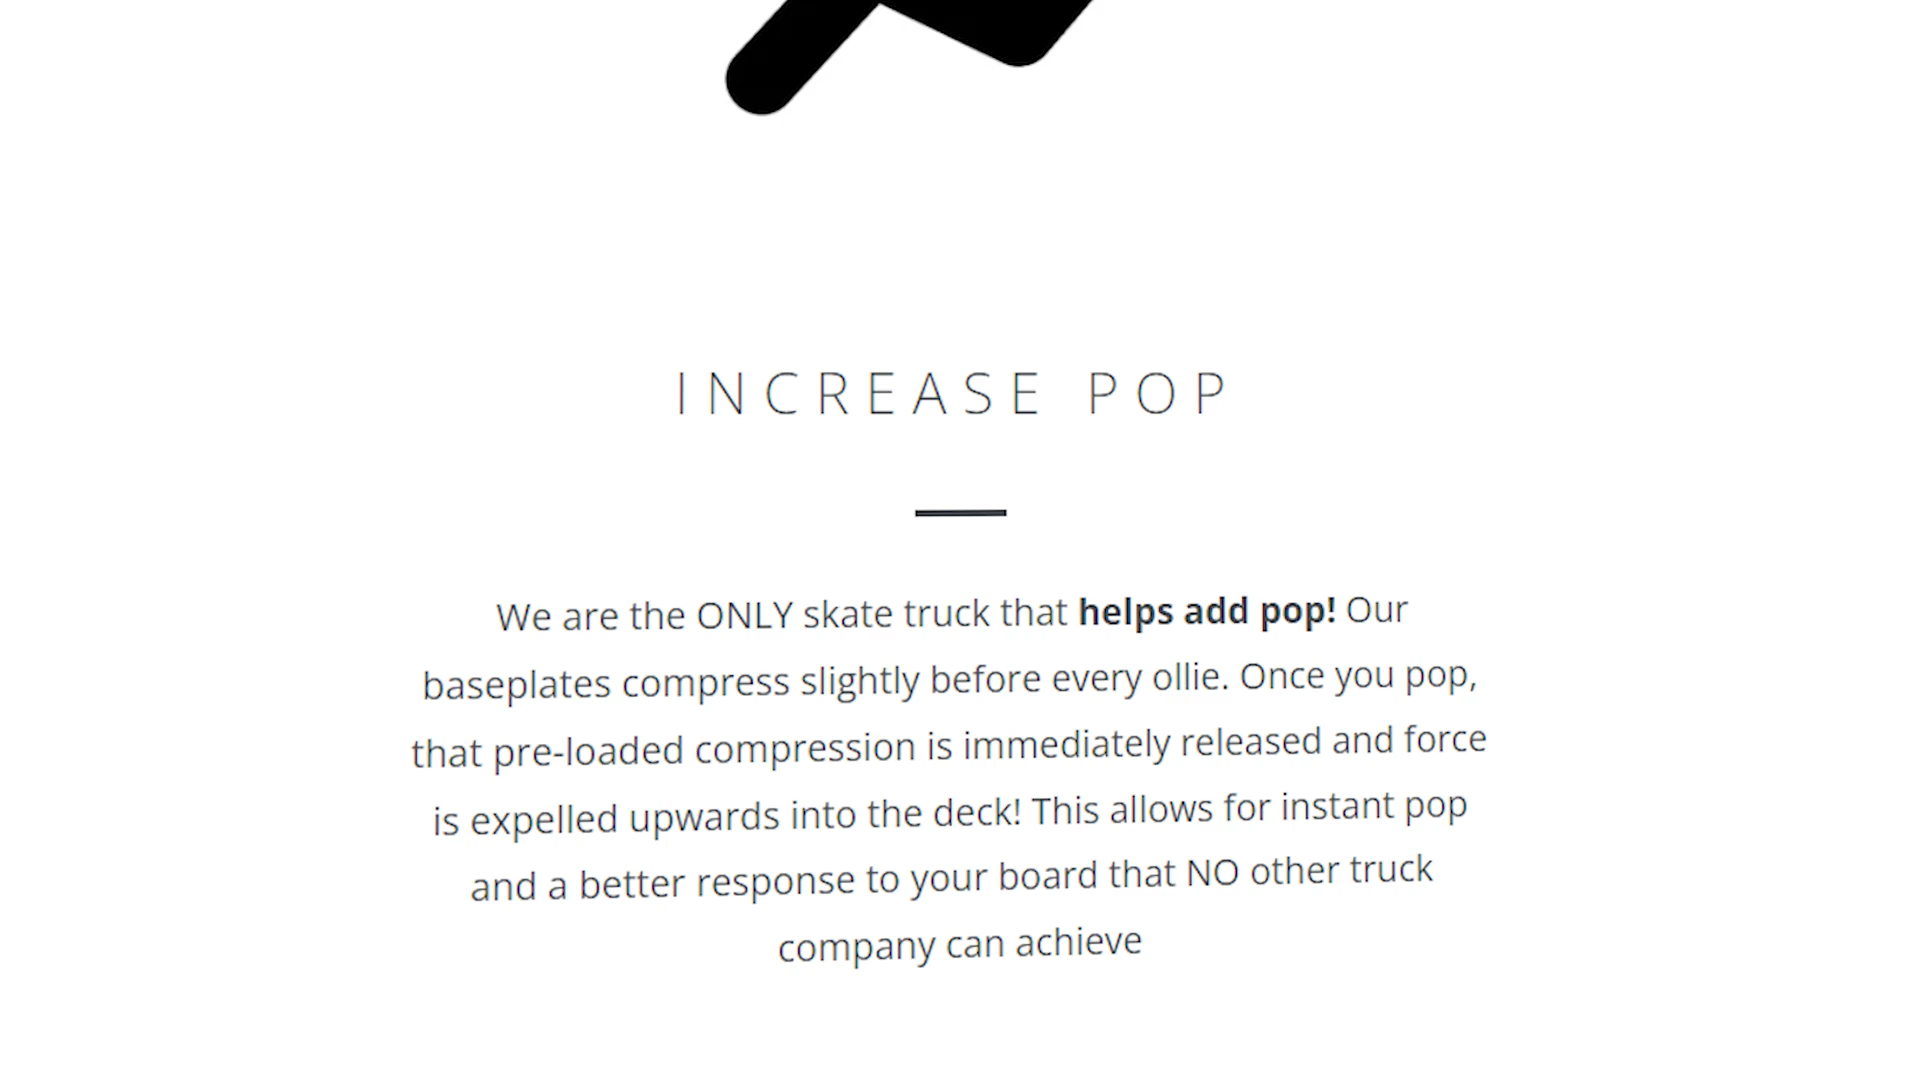 INCREASE POP
We are the ONLY skate truck that helps add pop! Our
baseplates compress slightly before every ollie. Once you pop,
that pre-loaded compression is immediately released and force
is expelled upwards into the deck! This allows for instant pop
and a better response to your board that NO other truck
company can achieve